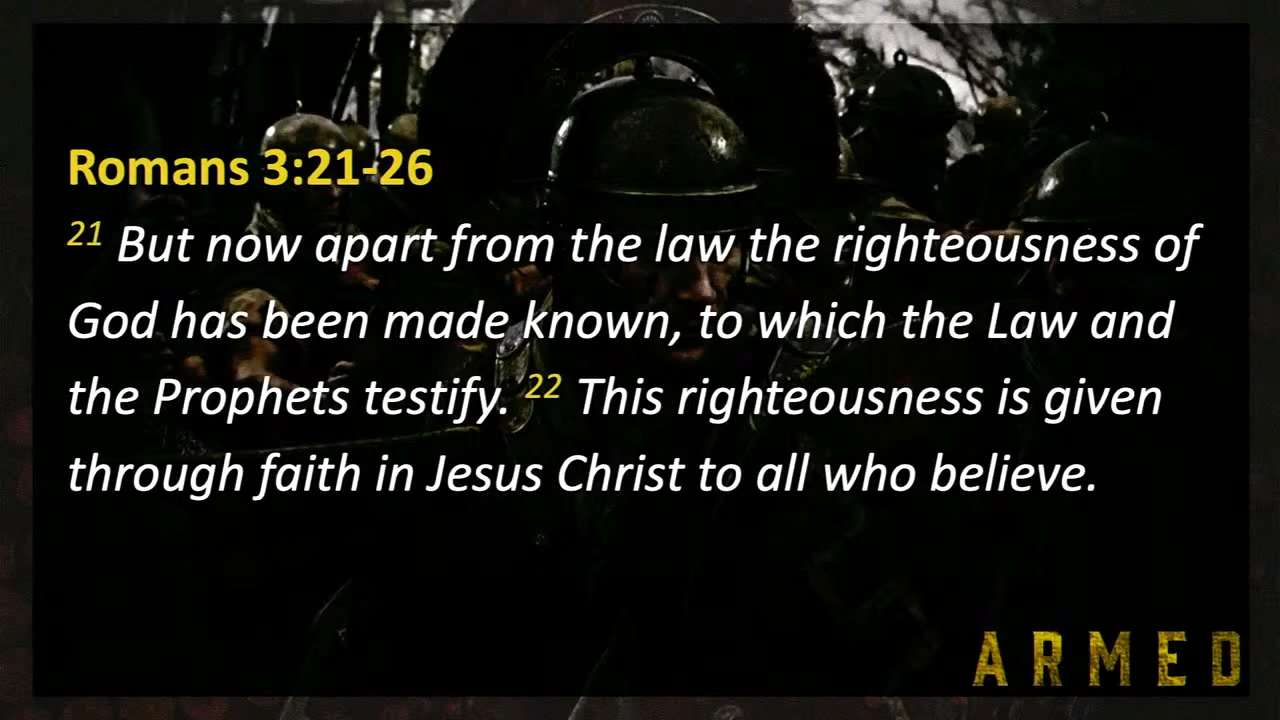 Romans 3:21-26
21 But now apart from the law the righteousness of
God has been made known, to which the Law and
the Prophets testify. 22 This righteousness is given
through faith in Jesus Christ to all who believe.
ARMED